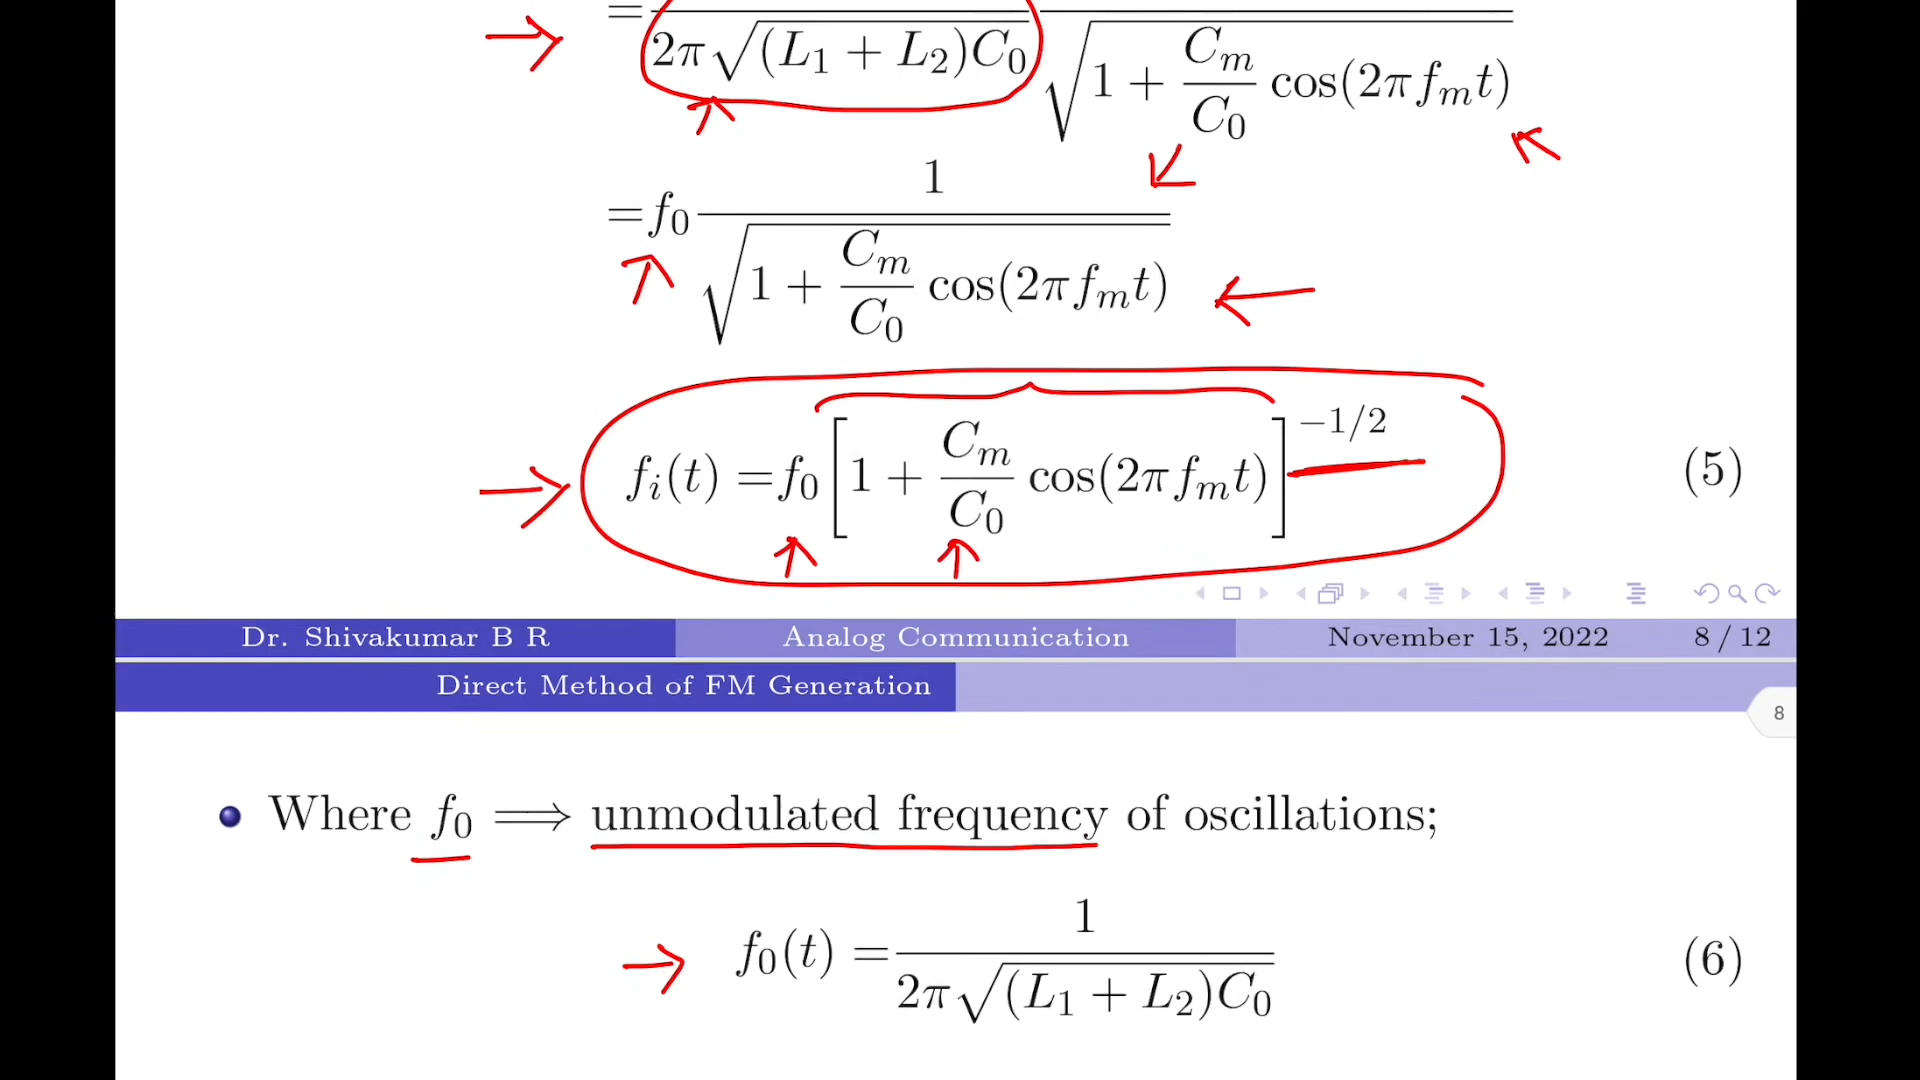 = 2π√(L₁ + L₂)C₀ √1 + Cₘ/C₀ cos(2πfₘt)
= f₀ 1/√1 + Cₘ/C₀ cos(2πfₘt)
fᵢ(t) = f₀ [1 + Cₘ/C₀ cos(2πfₘt)]^−1/2 (5)
Dr. Shivakumar B R Analog Communication November 15, 2022 8 / 12
Direct Method of FM Generation
8
Where f₀ ⟹ unmodulated frequency of oscillations;
f₀(t) = 1/2π√(L₁ + L₂)C₀ (6)